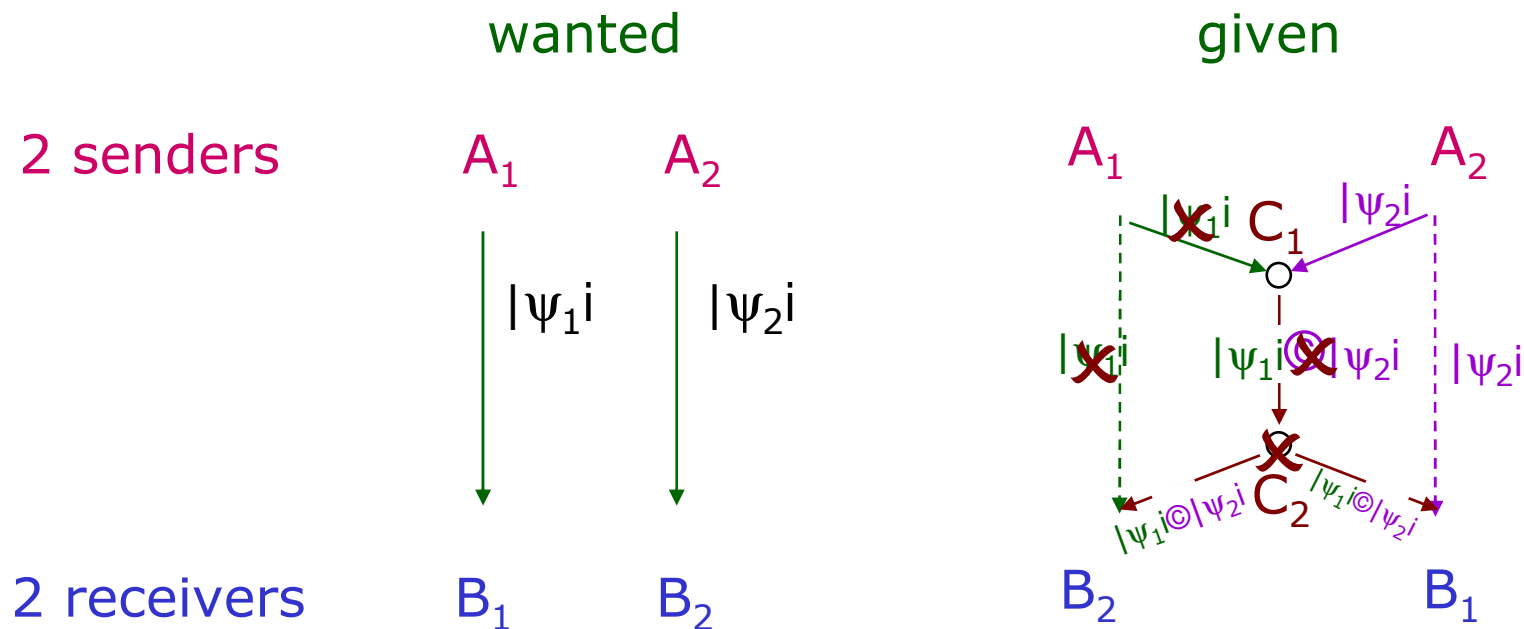 wanted given
2 senders A₁ A₂ A₁ A₂
|ψ₁i C₁ |ψ₂i
|ψ₁i |ψ₂i
|ψ₁i |ψ₁i©|ψ₂i |ψ₂i
|ψ₁i©|ψ₂i C₂ |ψ₁i©|ψ₂i
2 receivers B₁ B₂ B₂ B₁